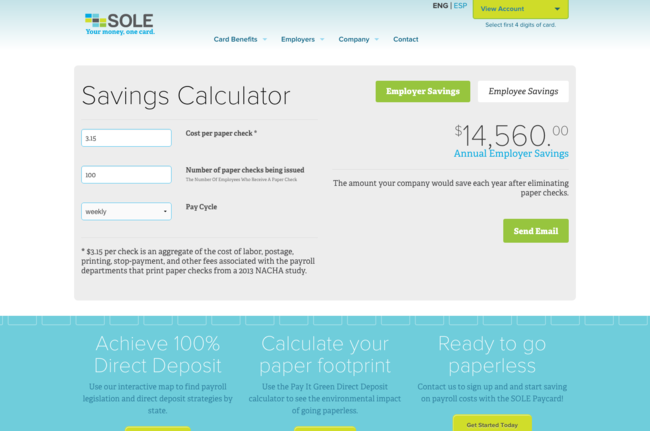 SOLE
Your money, one card.
ENG | ESP
View Account
Select first 4 digits of card.
Card Benefits
Employers
Company
Contact
Savings Calculator
Employer Savings
Employee Savings
3.15
Cost per paper check *
$14,560.00
Annual Employer Savings
100
Number of paper checks being issued
The Number Of Employees Who Receive A Paper Check
The amount your company would save each year after eliminating
paper checks.
weekly
Pay Cycle
Send Email
* $3.15 per check is an aggregate of the cost of labor, postage,
printing, stop-payment, and other fees associated with the payroll
departments that print paper checks from a 2013 NACHA study.
Achieve 100%
Direct Deposit
Use our interactive map to find payroll
legislation and direct deposit strategies by
state.
Calculate your
paper footprint
Use the Pay It Green Direct Deposit
calculator to see the environmental impact
of going paperless.
Ready to go
paperless
Contact us to sign up and and start saving
on payroll costs with the SOLE Paycard!
Get Started Today